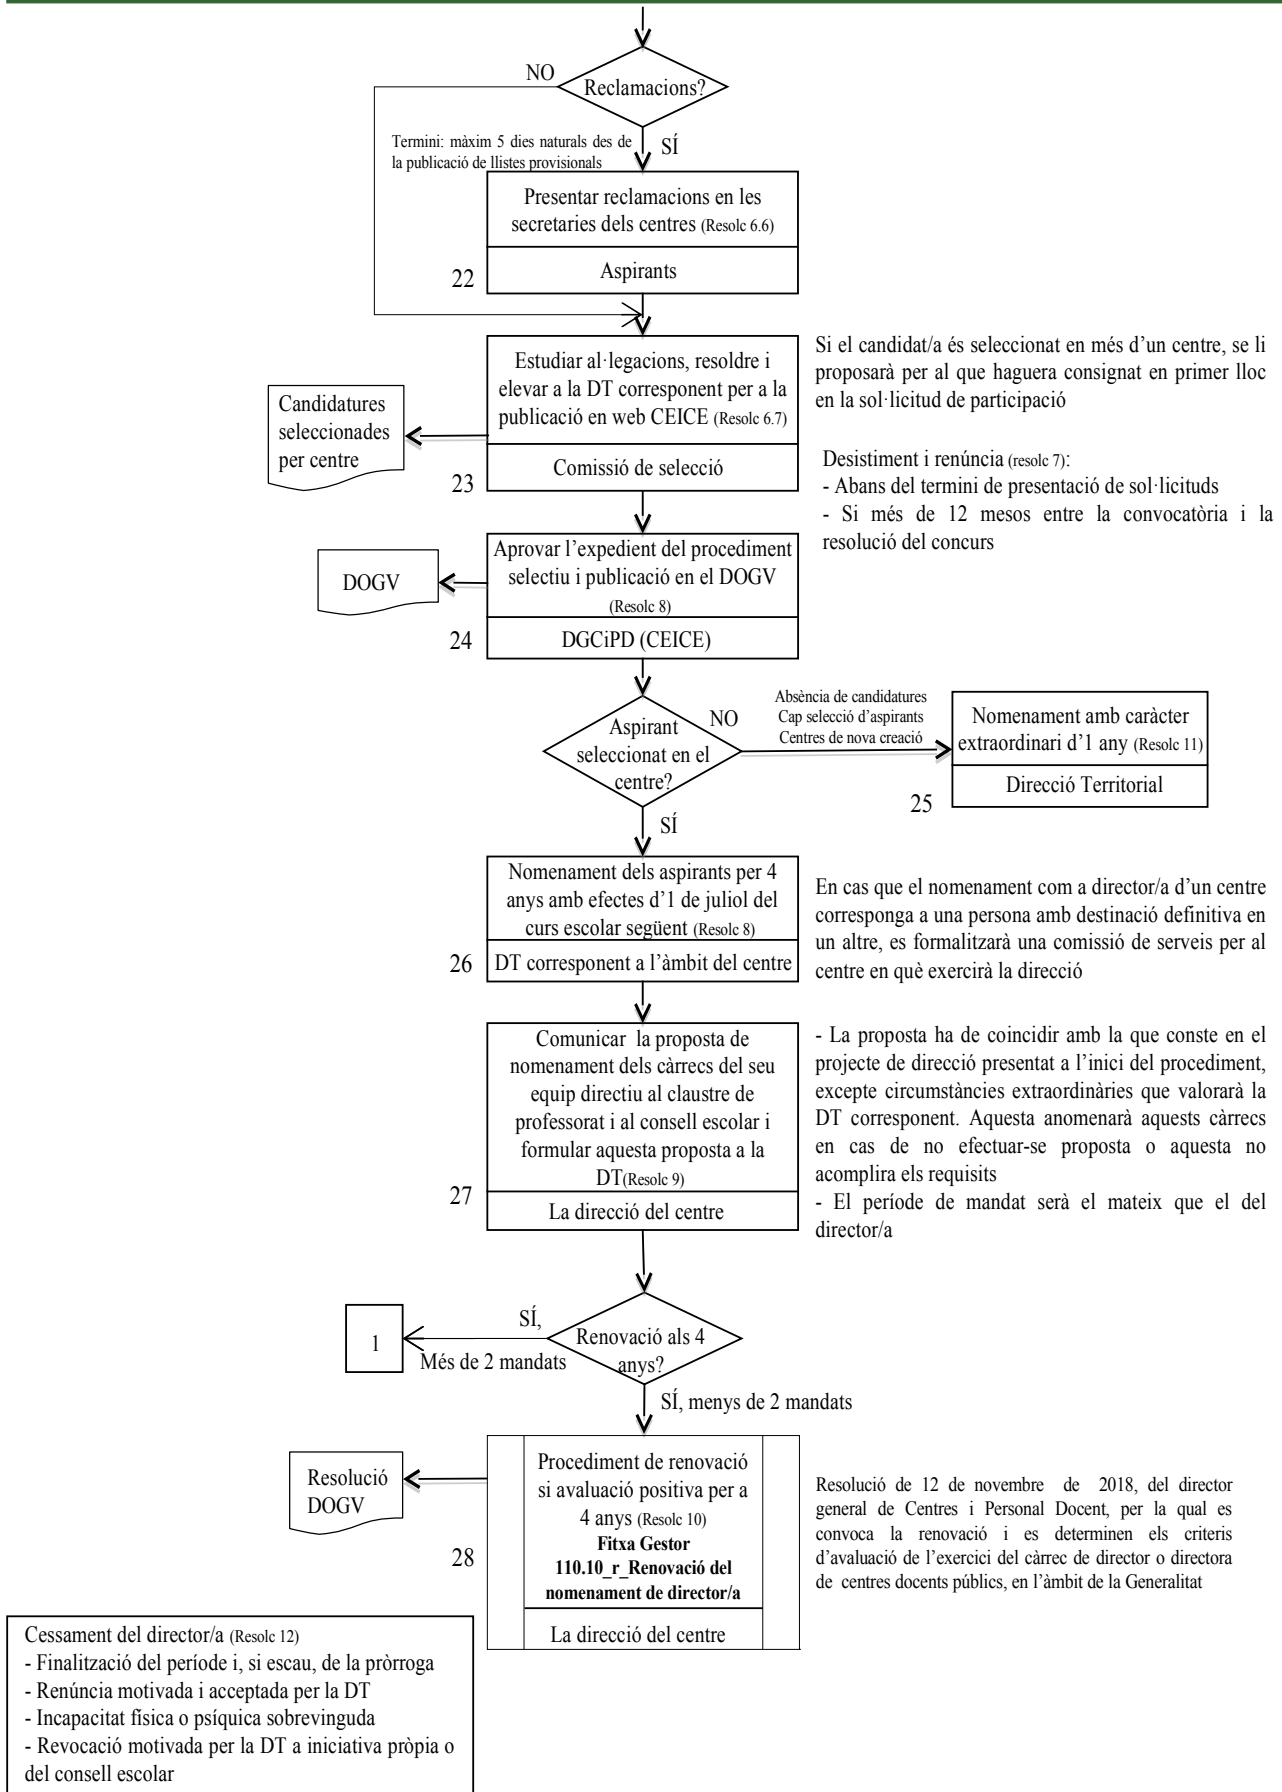 Reclamacions?
NO
SÍ
Termini: màxim 5 dies naturals des de
la publicació de llistes provisionals
Presentar reclamacions en les
secretaries dels centres (Resolc 6.6)
22
Aspirants
Estudiar al·legacions, resoldre i
elevar a la DT corresponent per a la
publicació en web CEICE (Resolc 6.7)
23
Comissió de selecció
Candidatures
seleccionades
per centre
Si el candidat/a és seleccionat en més d’un centre, se li
proposarà per al que haguera consignat en primer lloc
en la sol·licitud de participació
Desistiment i renúncia (resolc 7):
- Abans del termini de presentació de sol·licituds
- Si més de 12 mesos entre la convocatòria i la
resolució del concurs
Aprovar l’expedient del procediment
selectiu i publicació en el DOGV
(Resolc 8)
24
DGCiPD (CEICE)
DOGV
Aspirant
seleccionat en el
centre?
NO
Absència de candidatures
Cap selecció d’aspirants
Centres de nova creació
Nomenament amb caràcter
extraordinari d’1 any (Resolc 11)
Direcció Territorial
25
SÍ
Nomenament dels aspirants per 4
anys amb efectes d’1 de juliol del
curs escolar següent (Resolc 8)
26
DT corresponent a l’àmbit del centre
En cas que el nomenament com a director/a d’un centre
corresponga a una persona amb destinació definitiva en
un altre, es formalitzarà una comissió de serveis per al
centre en què exercirà la direcció
Comunicar la proposta de
nomenament dels càrrecs del seu
equip directiu al claustre de
professorat i al consell escolar i
formular aquesta proposta a la
DT(Resolc 9)
27
La direcció del centre
- La proposta ha de coincidir amb la que conste en el
projecte de direcció presentat a l’inici del procediment,
excepte circumstàncies extraordinàries que valorarà la
DT corresponent. Aquesta anomenarà aquests càrrecs
en cas de no efectuar-se proposta o aquesta no
acomplira els requisits
- El període de mandat serà el mateix que el del
director/a
Renovació als 4
anys?
SÍ,
Més de 2 mandats
1
SÍ, menys de 2 mandats
Procediment de renovació
si avaluació positiva per a
4 anys (Resolc 10)
Fitxa Gestor
110.10_r_Renovació del
nomenament de director/a
28
La direcció del centre
Resolució
DOGV
Resolució de 12 de novembre de 2018, del director
general de Centres i Personal Docent, per la qual es
convoca la renovació i es determinen els criteris
d’avaluació de l’exercici del càrrec de director o directora
de centres docents públics, en l’àmbit de la Generalitat
Cessament del director/a (Resolc 12)
- Finalització del període i, si escau, de la pròrroga
- Renúncia motivada i acceptada per la DT
- Incapacitat física o psíquica sobrevinguda
- Revocació motivada per la DT a iniciativa pròpia o
del consell escolar